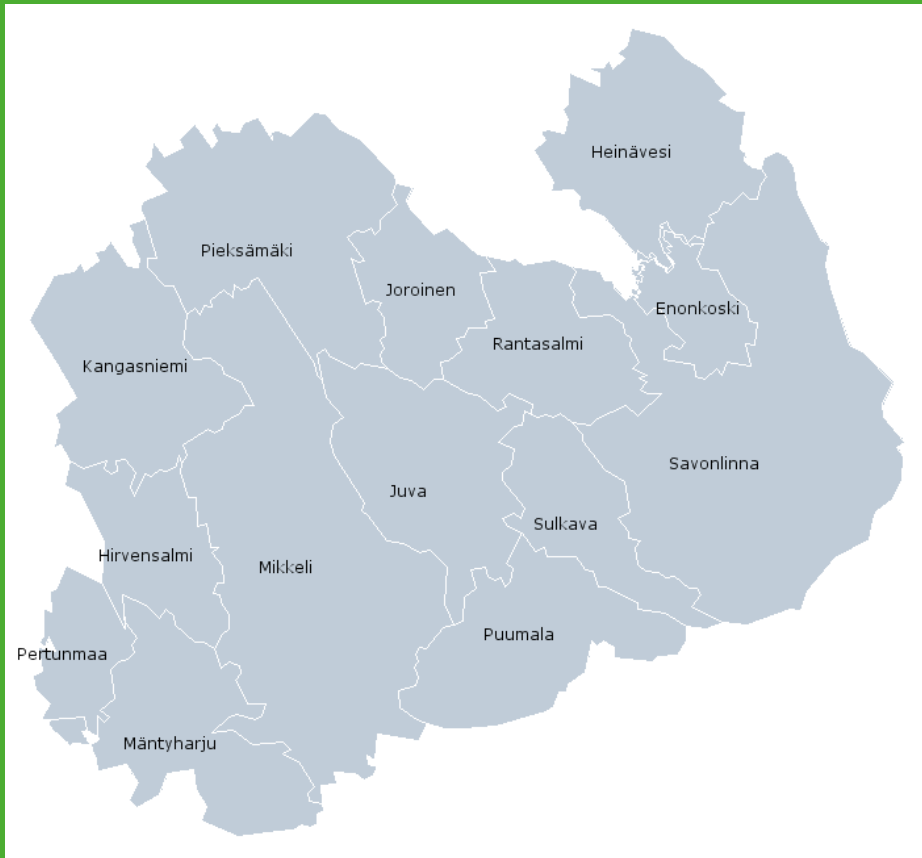 Heinävesi
Pieksämäki
Joroinen
Enonkoski
Rantasalmi
Kangasniemi
Savonlinna
Juva
Sulkava
Hirvensalmi
Mikkeli
Puumala
Pertunmaa
Mäntyharju